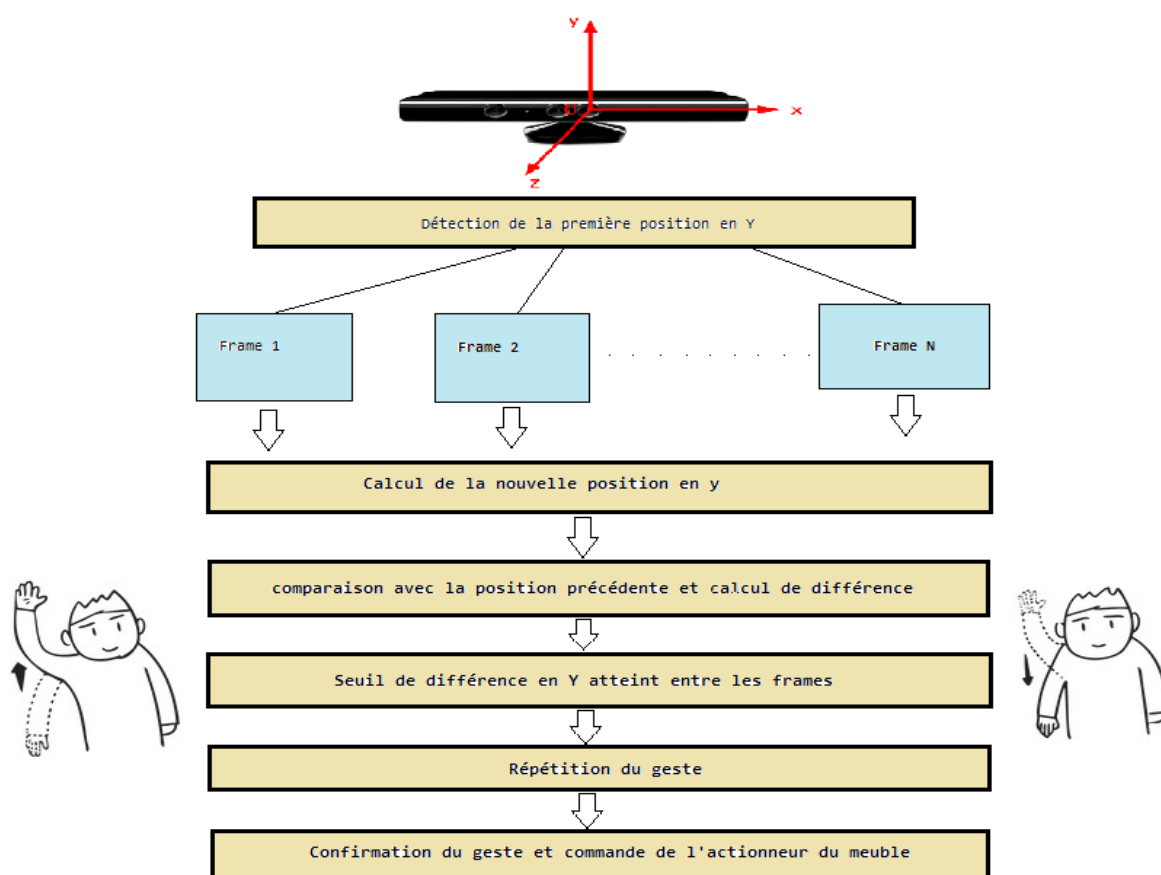 Y
x
z
Détection de la première position en Y
Frame 1
Frame 2
Frame N
Calcul de la nouvelle position en y
comparaison avec la position précédente et calcul de différence
Seuil de différence en Y atteint entre les frames
Répétition du geste
Confirmation du geste et commande de l'actionneur du meuble